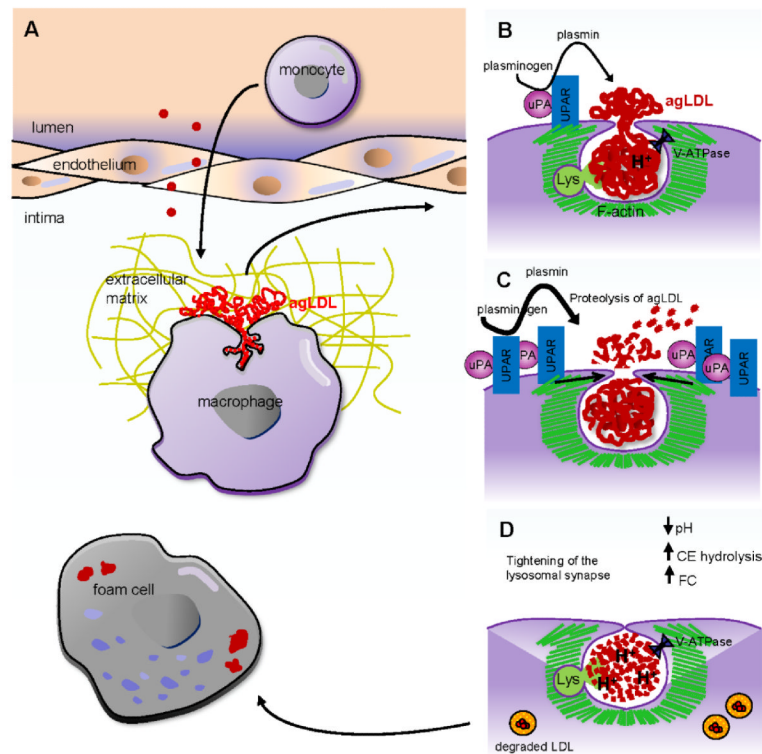 A
monocyte
lumen
endothelium
intima
extracellular
matrix
agLDL
macrophage
foam cell
B
plasmin
plasminogen
uPA
UPAR
agLDL
V-ATPase
H+
Lys
F-actin
C
plasmin
plasminogen
Proteolysis of agLDL
uPA
UPAR
uPA
UPAR
uPA
UPAR
uPA
UPAR
D
pH
Tightening of the
lysosomal synapse
CE hydrolysis
FC
V-ATPase
H+
Lys
H+
H+
degraded LDL